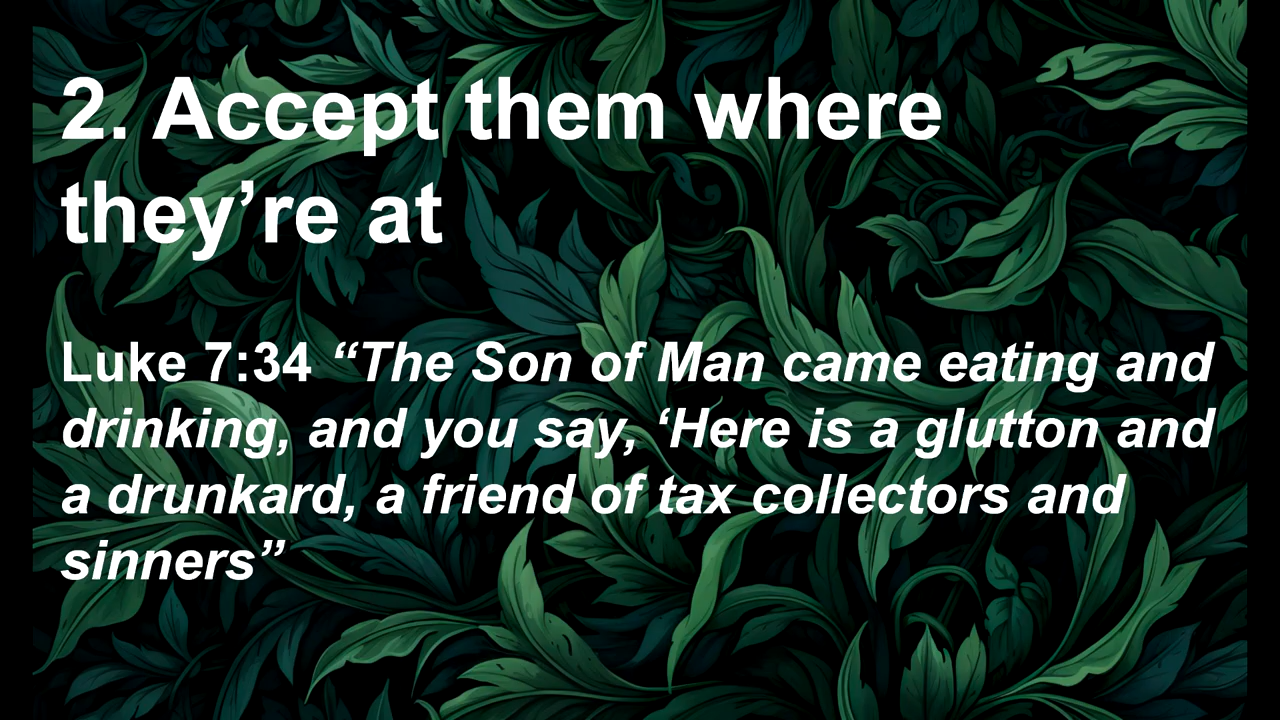 2. Accept them where
they’re at
Luke 7:34 “The Son of Man came eating and
drinking, and you say, ‘Here is a glutton and
a drunkard, a friend of tax collectors and
sinners”